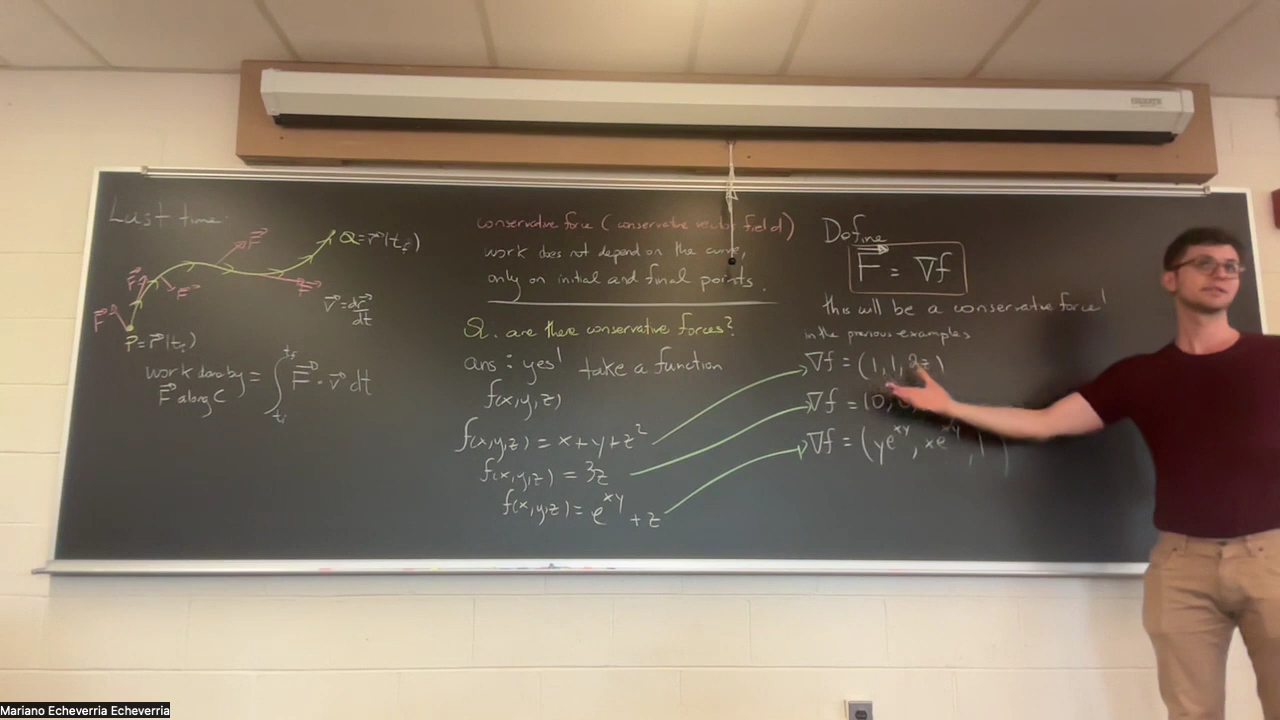 Last time:
F
Q = r(t_f)
F
F
F
F
v = dr/dt
P = r(t_i)
work done by F along C = ∫_{t_i}^{t_f} F · v dt
conservative force (conservative vector field)
work does not depend on the curve,
only on initial and final points.
Q. are there conservative forces?
ans: yes! take a function
f(x,y,z)
f(x,y,z) = x+y+z²
f(x,y,z) = 3z
f(x,y,z) = e^{xy} + z
Define
F = ∇f
this will be a conservative force!
in the previous examples
∇f = (1,1,2z)
∇f = (0,
∇f = (ye^{xy}, xe^{xy}, 1)
Mariano Echeverria Echeverria